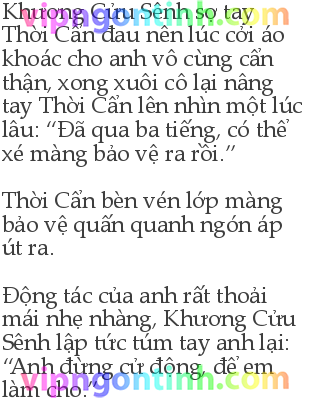 Khương Cửu Sênh sợ tay
Thời Cẩn đau nên lúc cởi áo
khoác cho anh vô cùng cẩn
thận, xong xuôi cô lại nâng
tay Thời Cẩn lên nhìn một lúc
lâu: “Đã qua ba tiếng, có thể
xé màng bảo vệ ra rồi.”
Thời Cẩn bèn vén lớp màng
bảo vệ quấn quanh ngón áp
út ra.
Động tác của anh rất thoải
mái nhẹ nhàng, Khương Cửu
Sênh lập tức túm tay anh lại:
“Anh đừng cử động, để em
làm cho.”
vipngontinh.com
vipngontinh.com